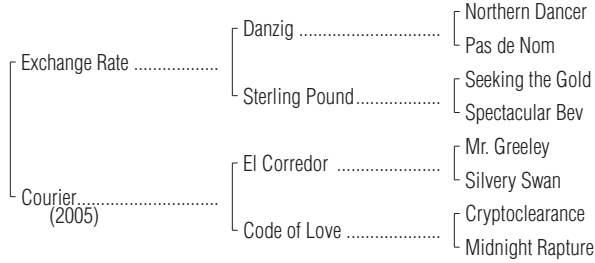 Northern Dancer
Danzig ................................
Pas de Nom
Exchange Rate ...................
Seeking the Gold
Sterling Pound...................
Spectacular Bev
Mr. Greeley
El Corredor .......................
Silvery Swan
Courier................................
(2005)
Cryptoclearance
Code of Love .....................
Midnight Rapture